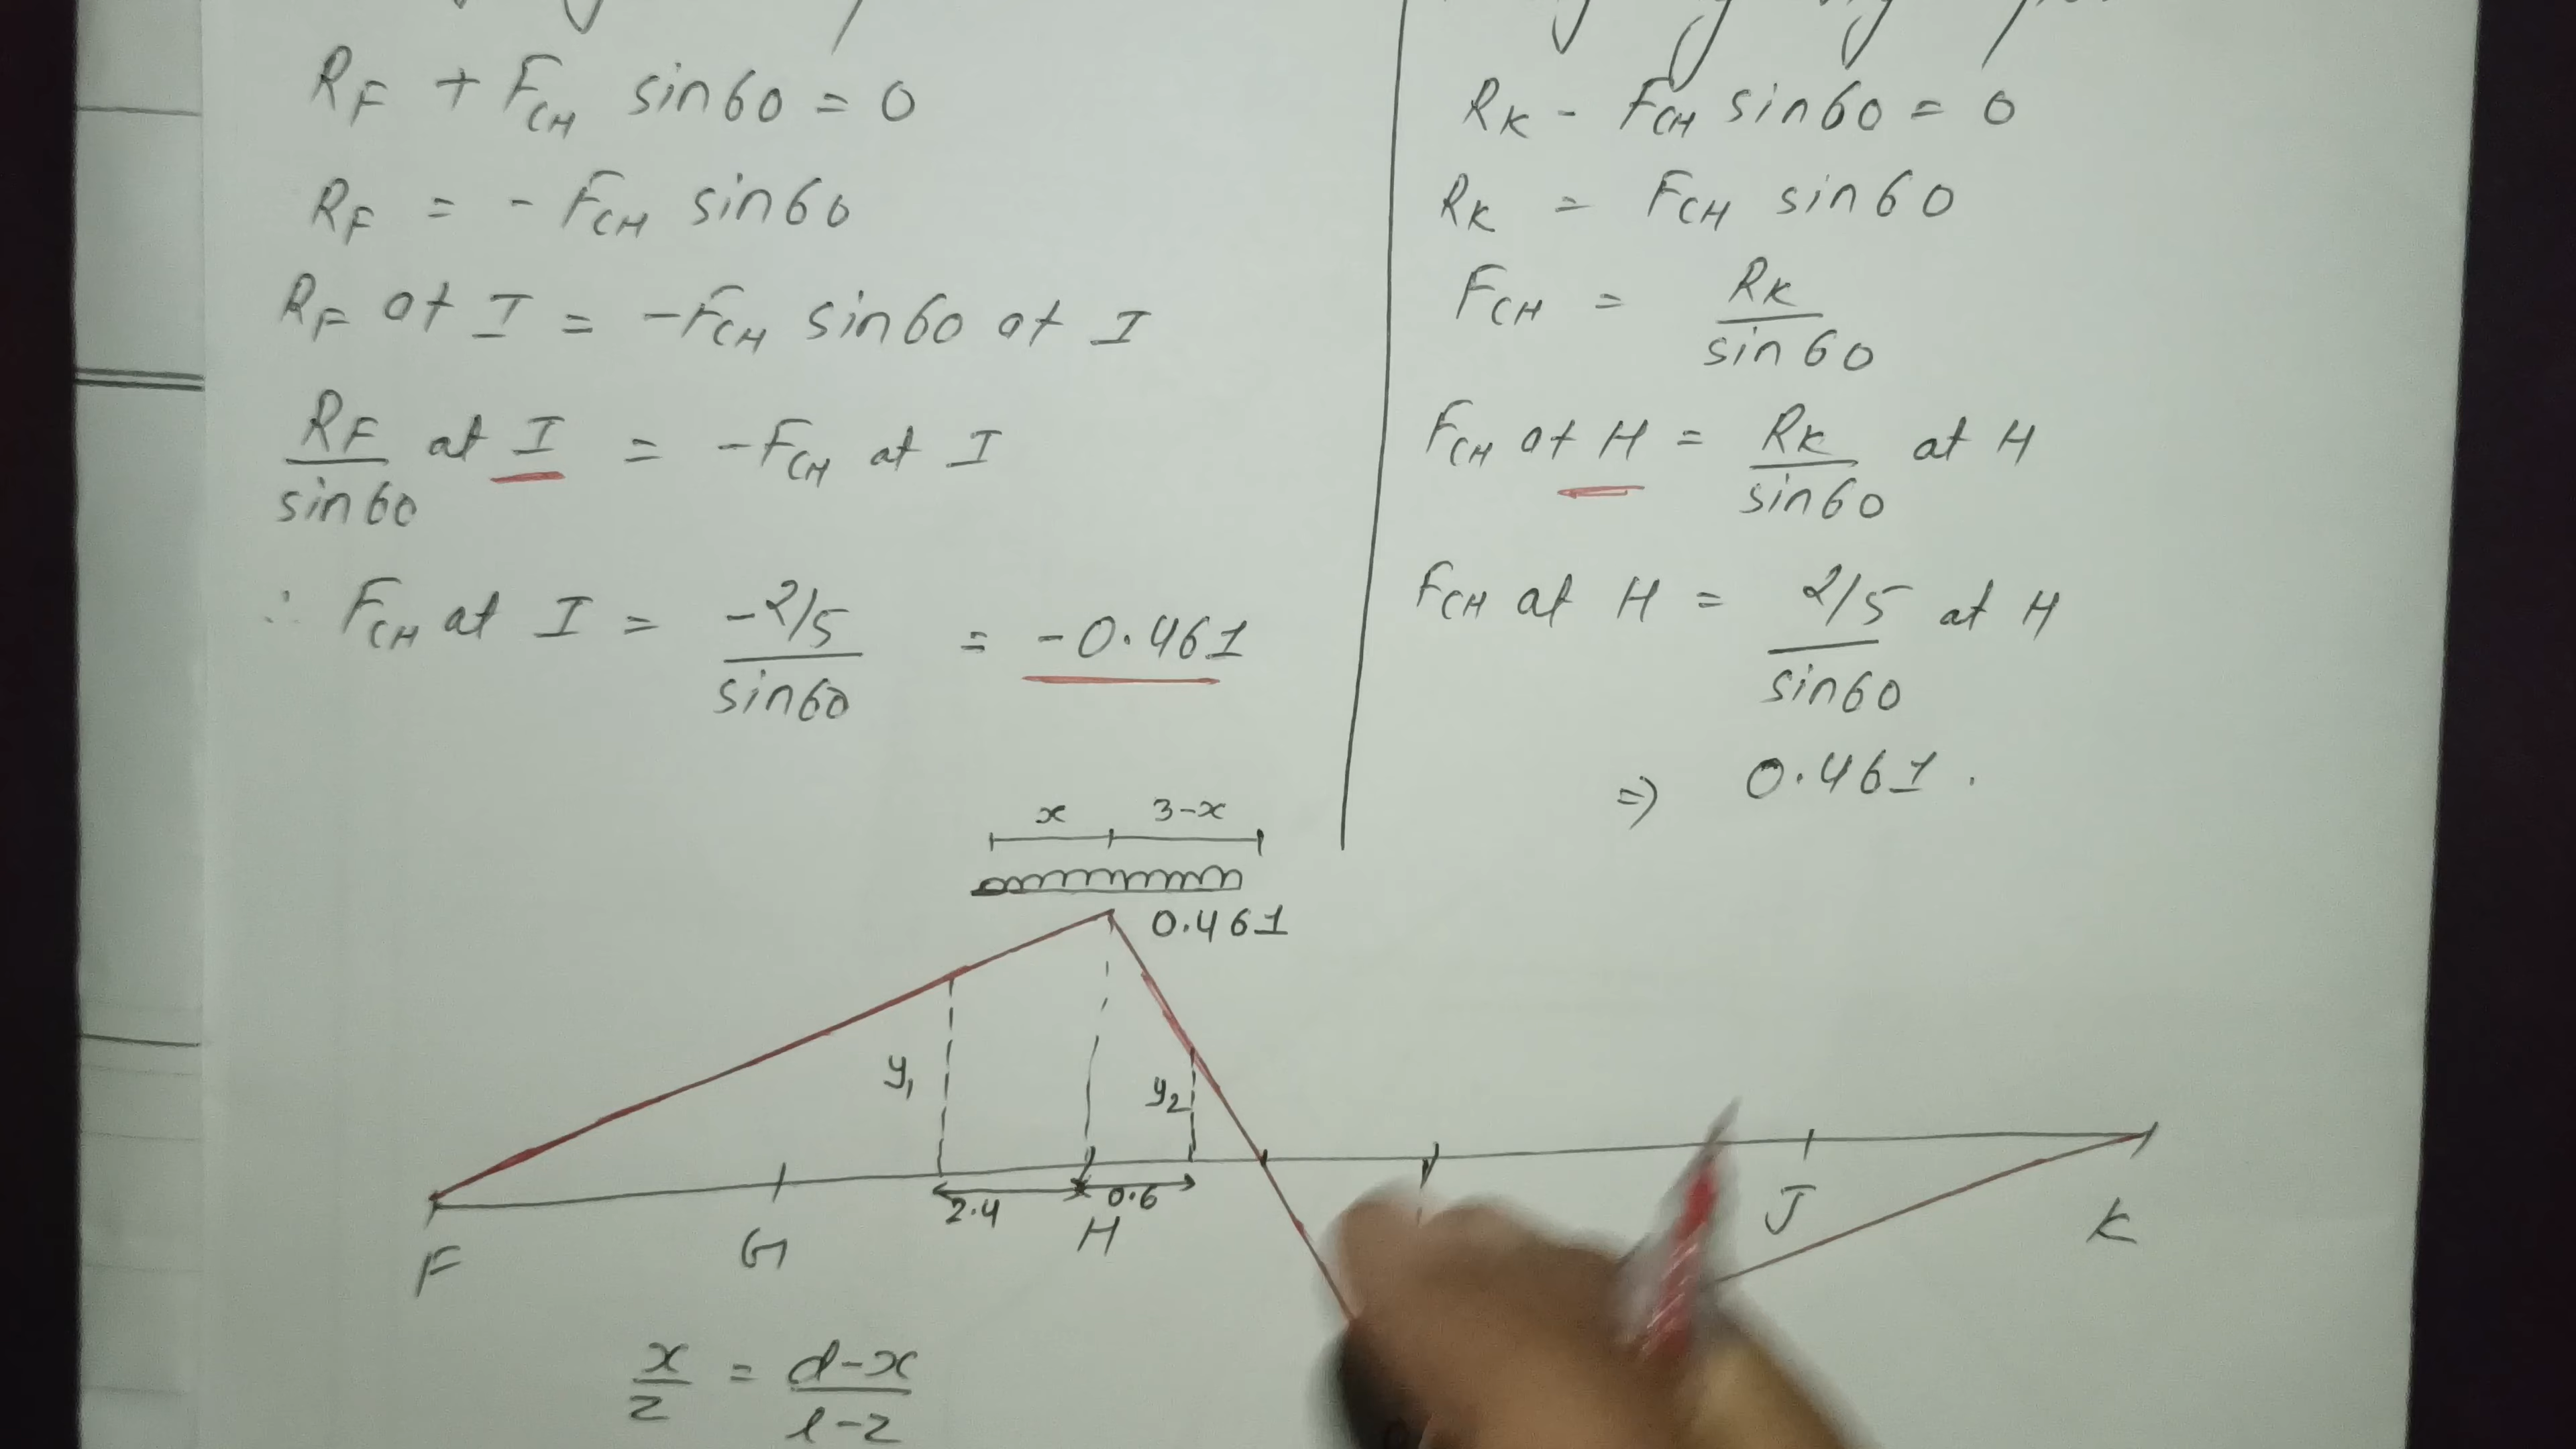 R_F + F_CH sin60 = 0
R_F = - F_CH sin60
R_F at I = -F_CH sin60 at I
R_F/sin60 at I = -F_CH at I
∴ F_CH at I = -2/5/sin60 = -0.461
R_K - F_CH sin60 = 0
R_K = F_CH sin60
F_CH = R_K/sin60
F_CH at H = R_K/sin60 at H
F_CH at H = 2/5/sin60 at H
⇒ 0.461.
x 3-x
0.461
y₁ y₂
2.4 0.6
F G H J K
x/z = d-x/l-z